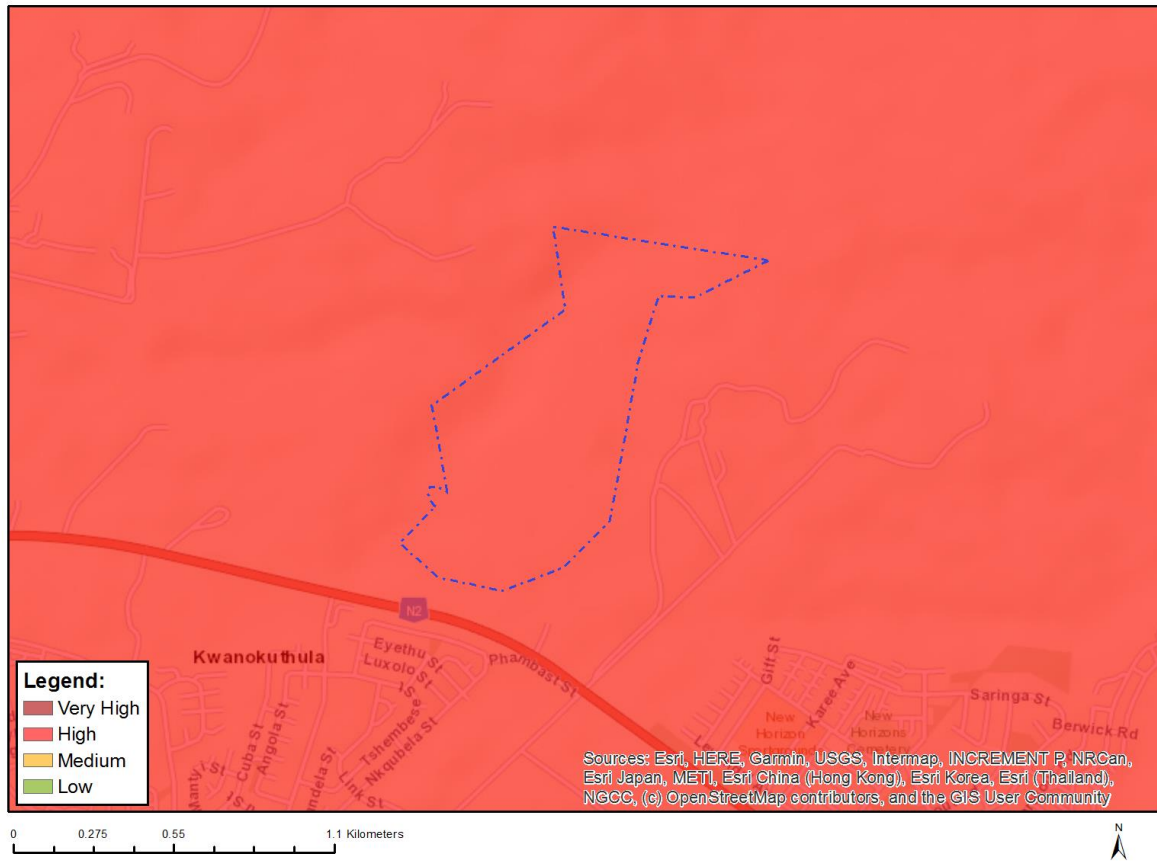 N2
Kwanokuthula
Eyethu St
Luxolo St
Phambast St
Tshembese St
Nkqubela St
Cuba St
Angola St
Link St
Gift St
Karee Ave
Saringa St
Berwick Rd
New
Horizon
New
Horizons
Cemetery
Legend:
Very High
High
Medium
Low
Sources: Esri, HERE, Garmin, USGS, Intermap, INCREMENT P, NRCan,
Esri Japan, METI, Esri China (Hong Kong), Esri Korea, Esri (Thailand),
NGCC, (c) OpenStreetMap contributors, and the GIS User Community
0 0.275 0.55 1.1 Kilometers
N